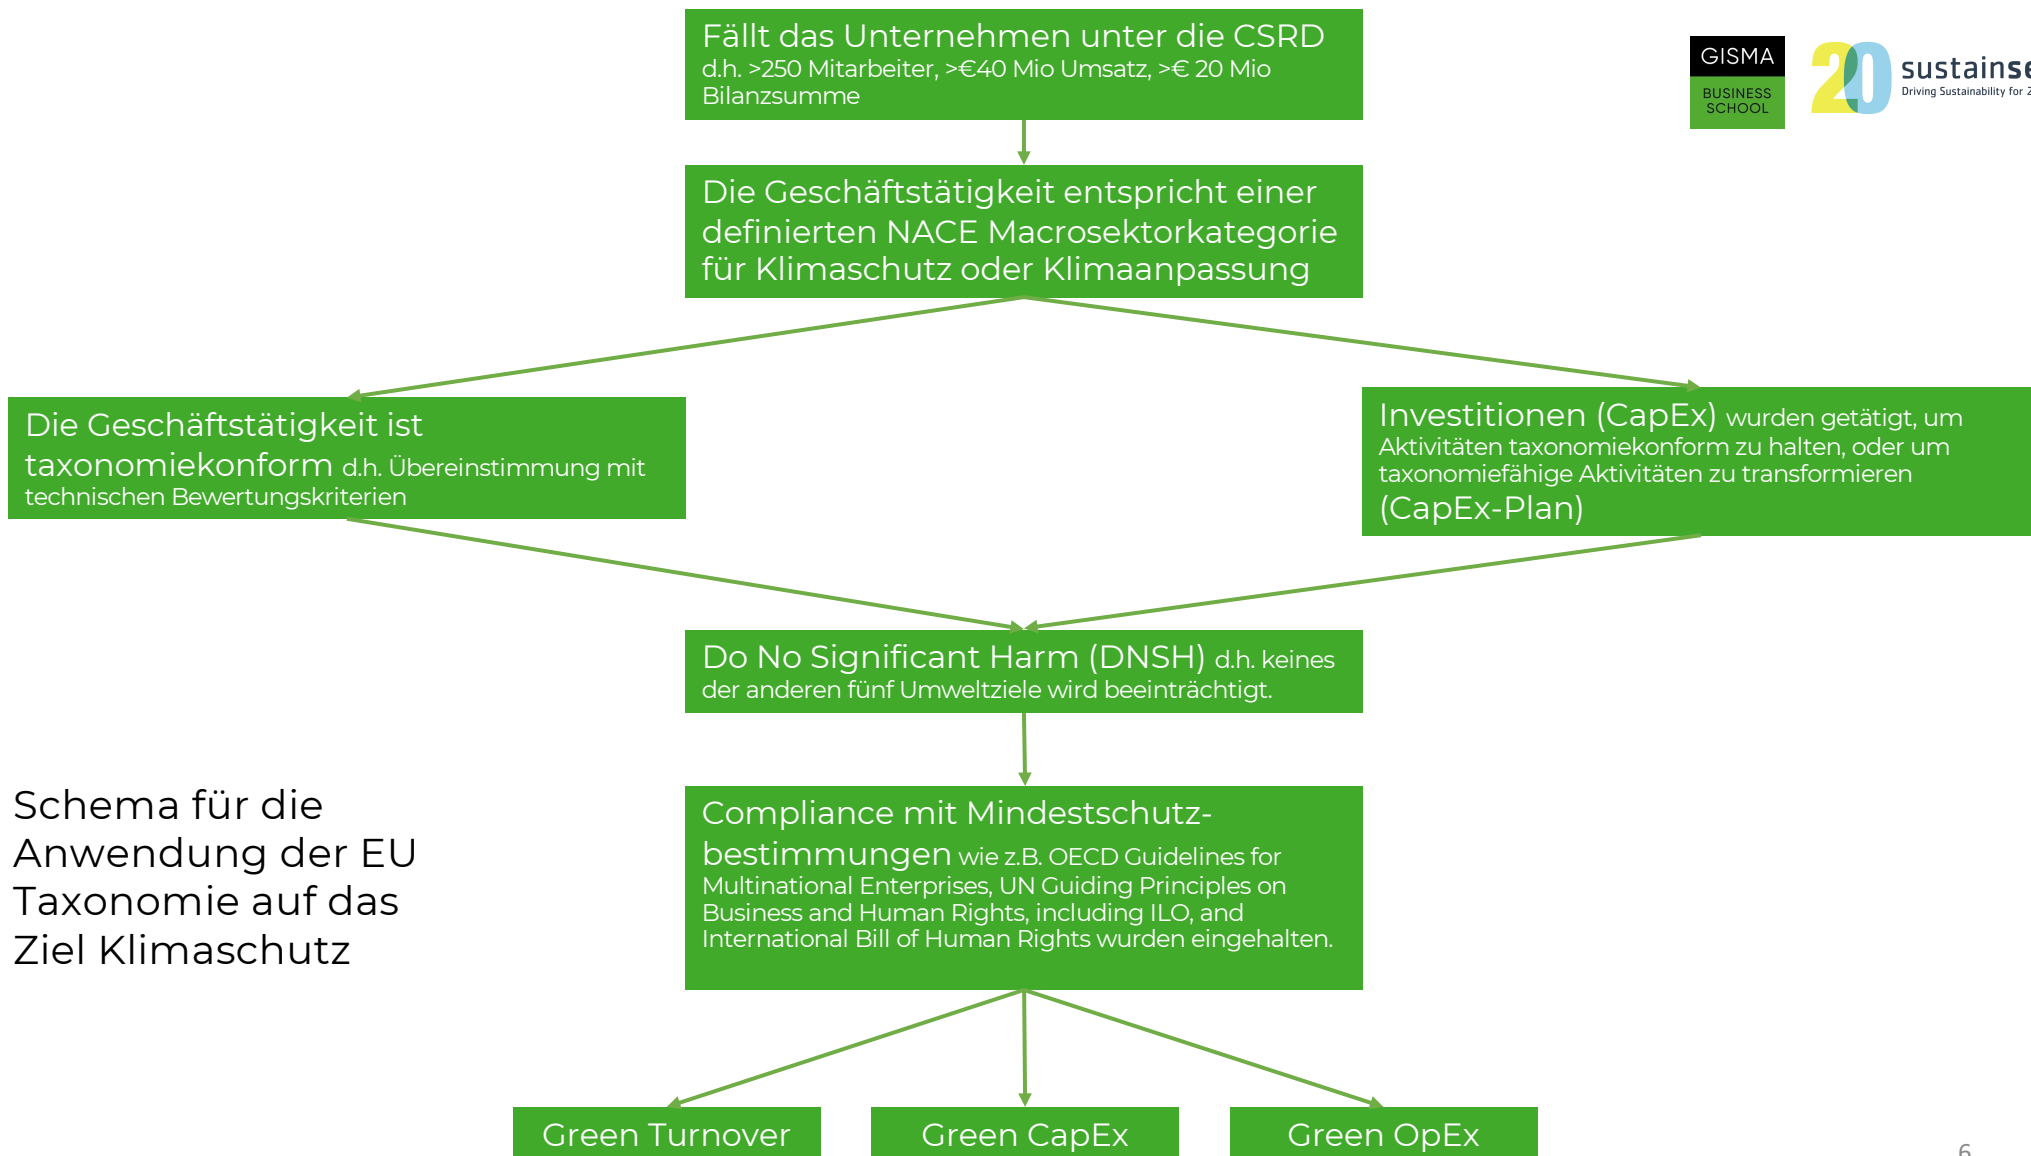 Fällt das Unternehmen unter die CSRD
d.h. >250 Mitarbeiter, >€40 Mio Umsatz, >€ 20 Mio
Bilanzsumme
GISMA
BUSINESS
SCHOOL
20
Driving Sustainability for
Die Geschäftstätigkeit entspricht einer
definierten NACE Macrosektorkategorie
für Klimaschutz oder Klimaanpassung
Die Geschäftstätigkeit ist
taxonomiekonform d.h. Übereinstimmung mit
technischen Bewertungskriterien
Investitionen (CapEx) wurden getätigt, um
Aktivitäten taxonomiekonform zu halten, oder um
taxonomiefähige Aktivitäten zu transformieren
(CapEx-Plan)
Do No Significant Harm (DNSH) d.h. keines
der anderen fünf Umweltziele wird beeinträchtigt.
Schema für die
Anwendung der EU
Taxonomie auf das
Ziel Klimaschutz
Compliance mit Mindestschutz-
bestimmungen wie z.B. OECD Guidelines for
Multinational Enterprises, UN Guiding Principles on
Business and Human Rights, including ILO, and
International Bill of Human Rights wurden eingehalten.
Green Turnover
Green CapEx
Green OpEx
6